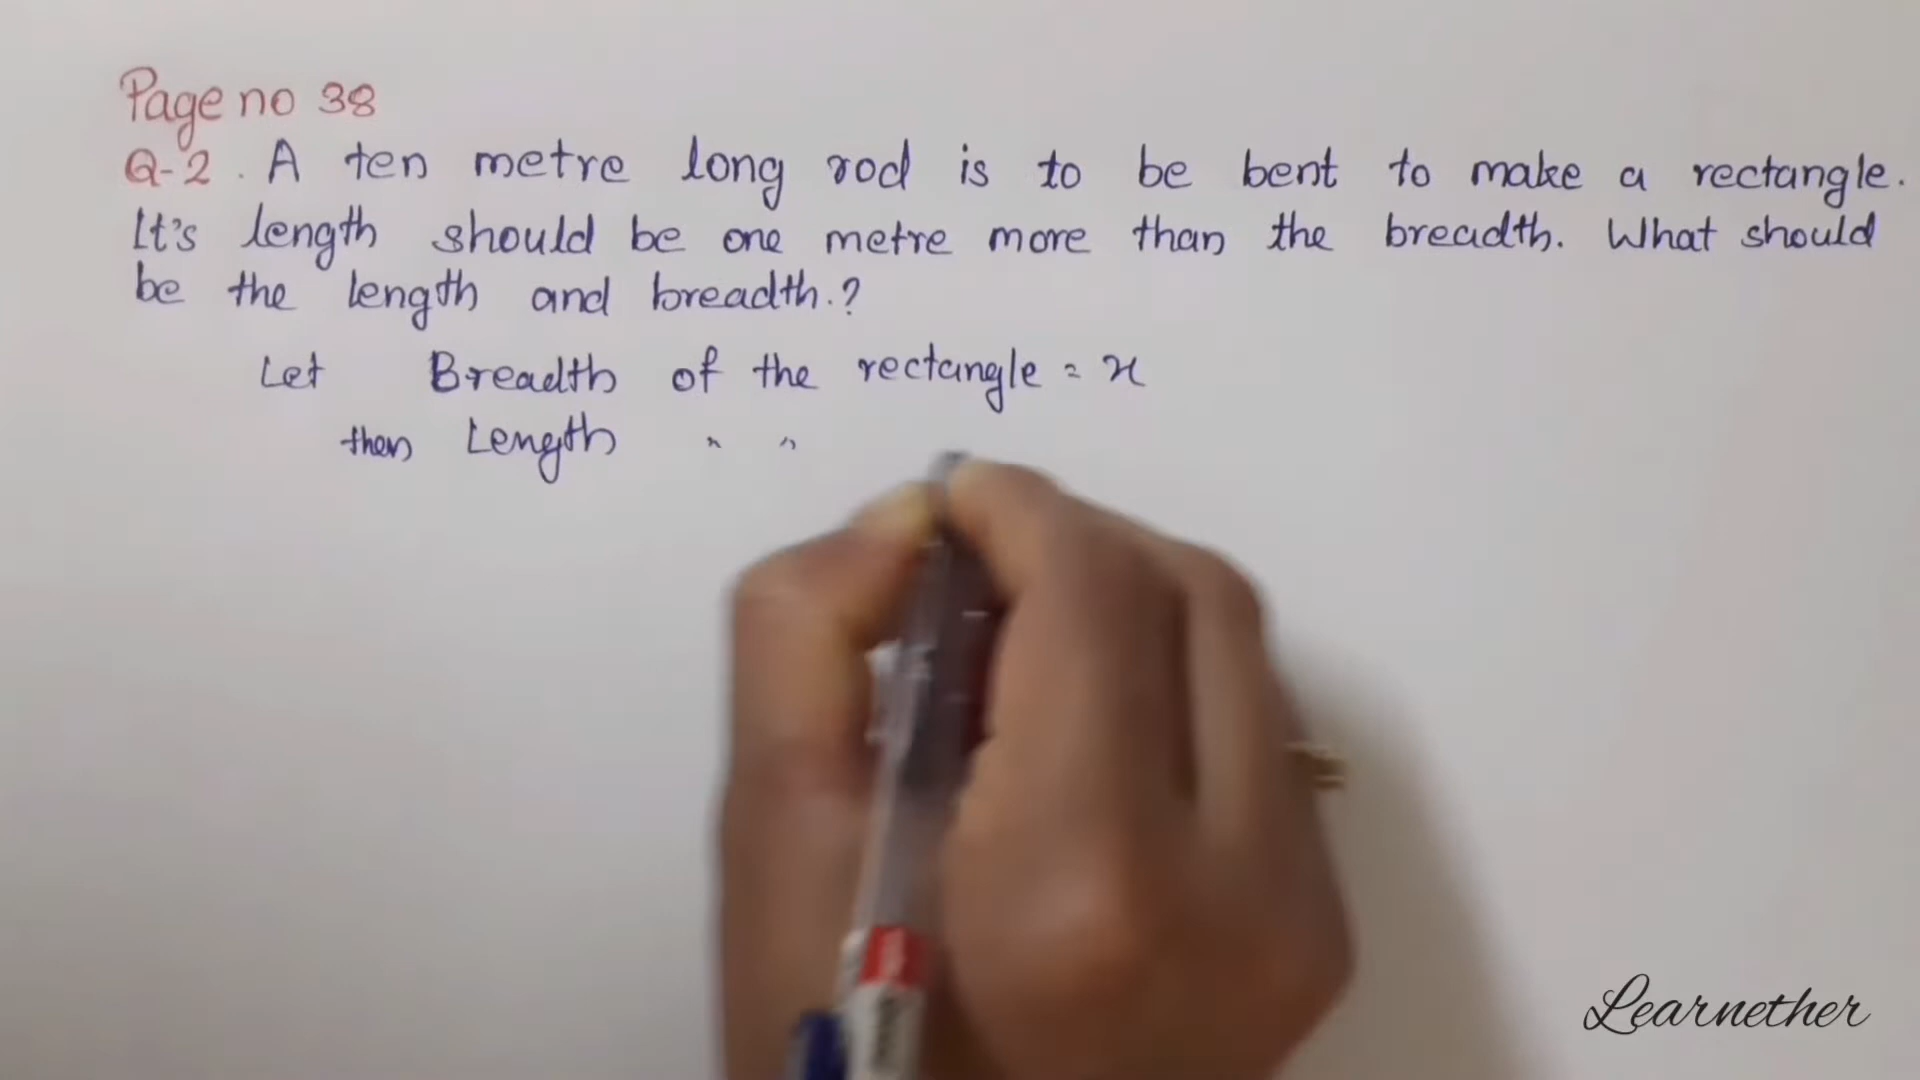 Page no 38
Q-2. A ten metre long rod is to be bent to make a rectangle.
It's length should be one metre more than the breadth. What should
be the length and breadth.?
Let Breadth of the rectangle = x
then Length " "
Learnether